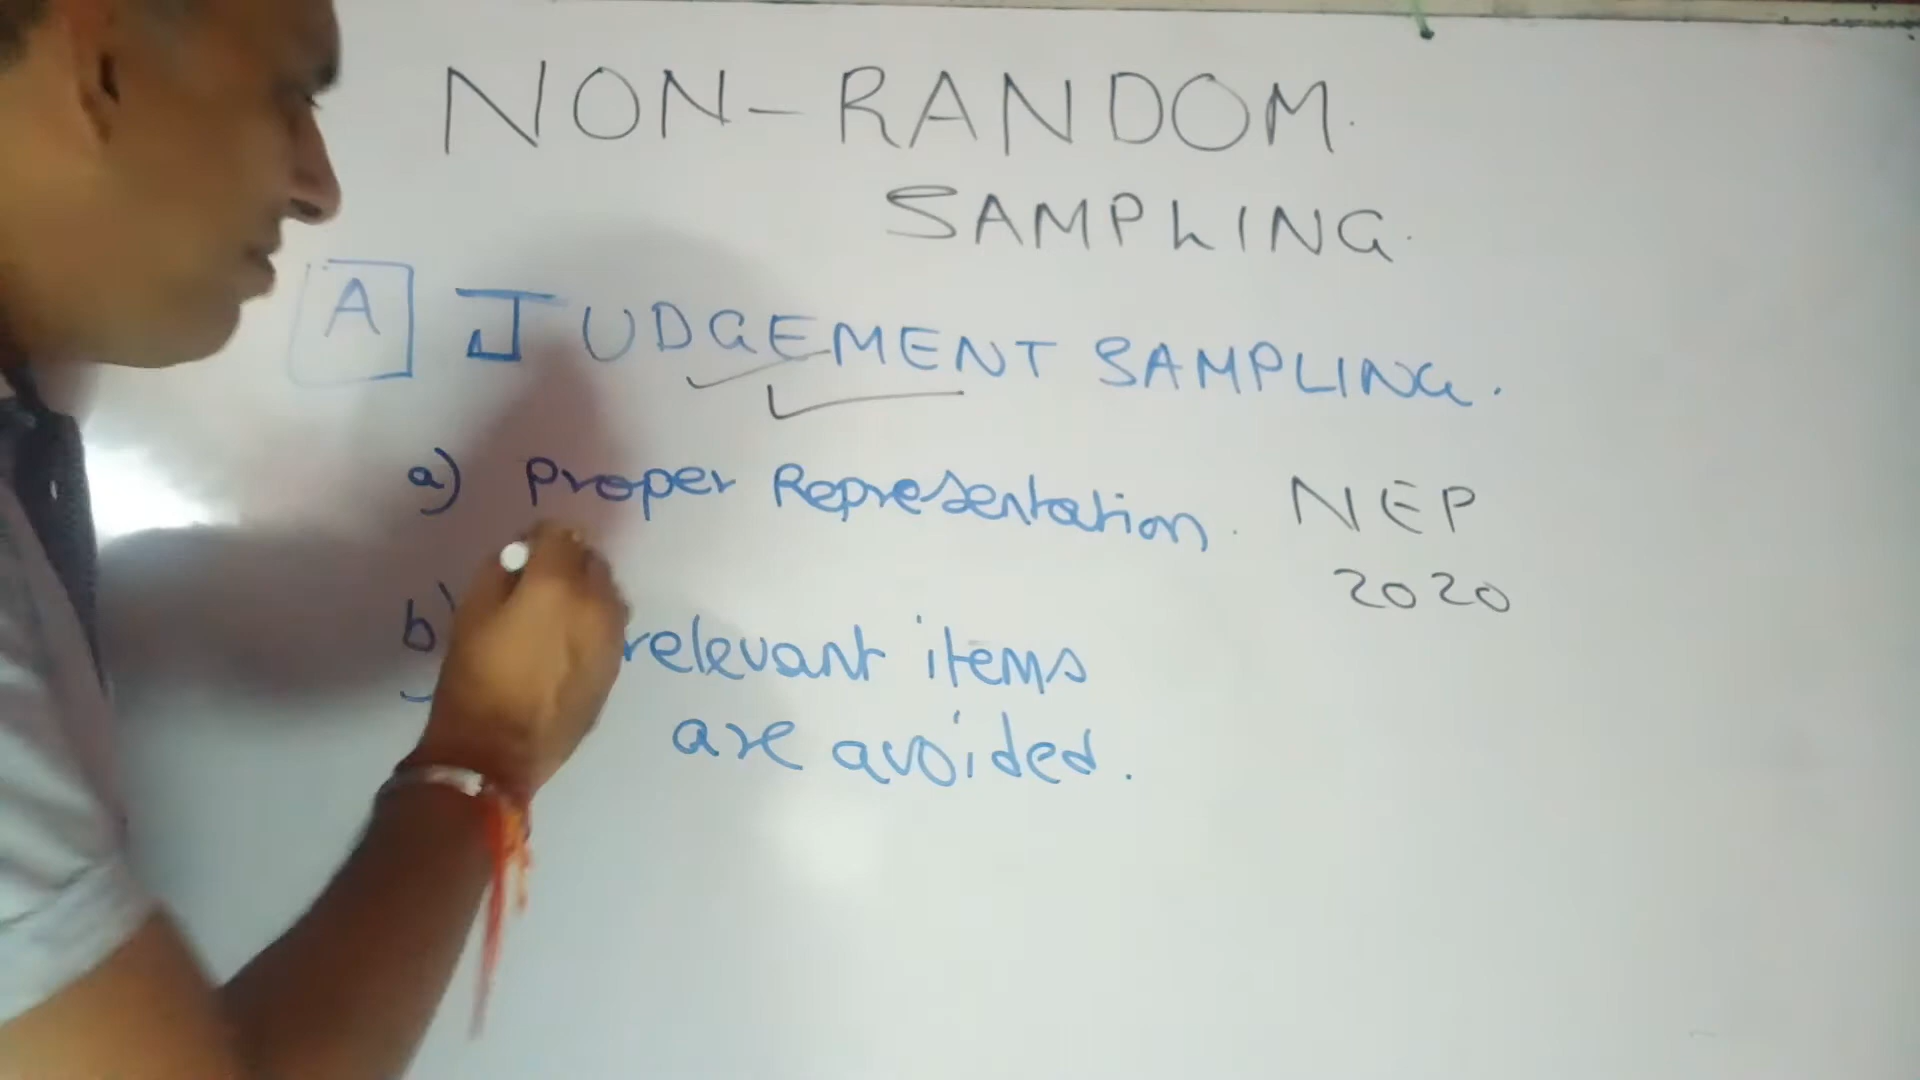 NON-RANDOM.
SAMPLING.
A JUDGEMENT SAMPLING.
a) Proper Representation.
NEP
2020
b) relevant items
are avoided.